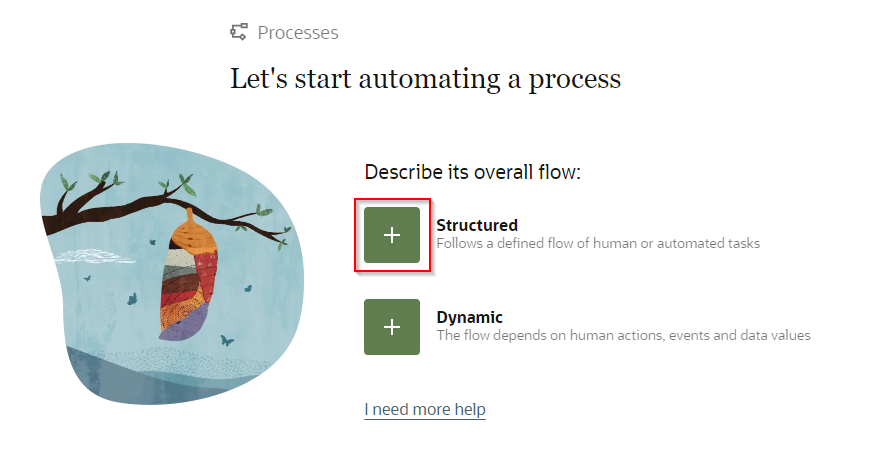 Processes
Let's start automating a process
Describe its overall flow:
Structured
Follows a defined flow of human or automated tasks
Dynamic
The flow depends on human actions, events and data values
I need more help